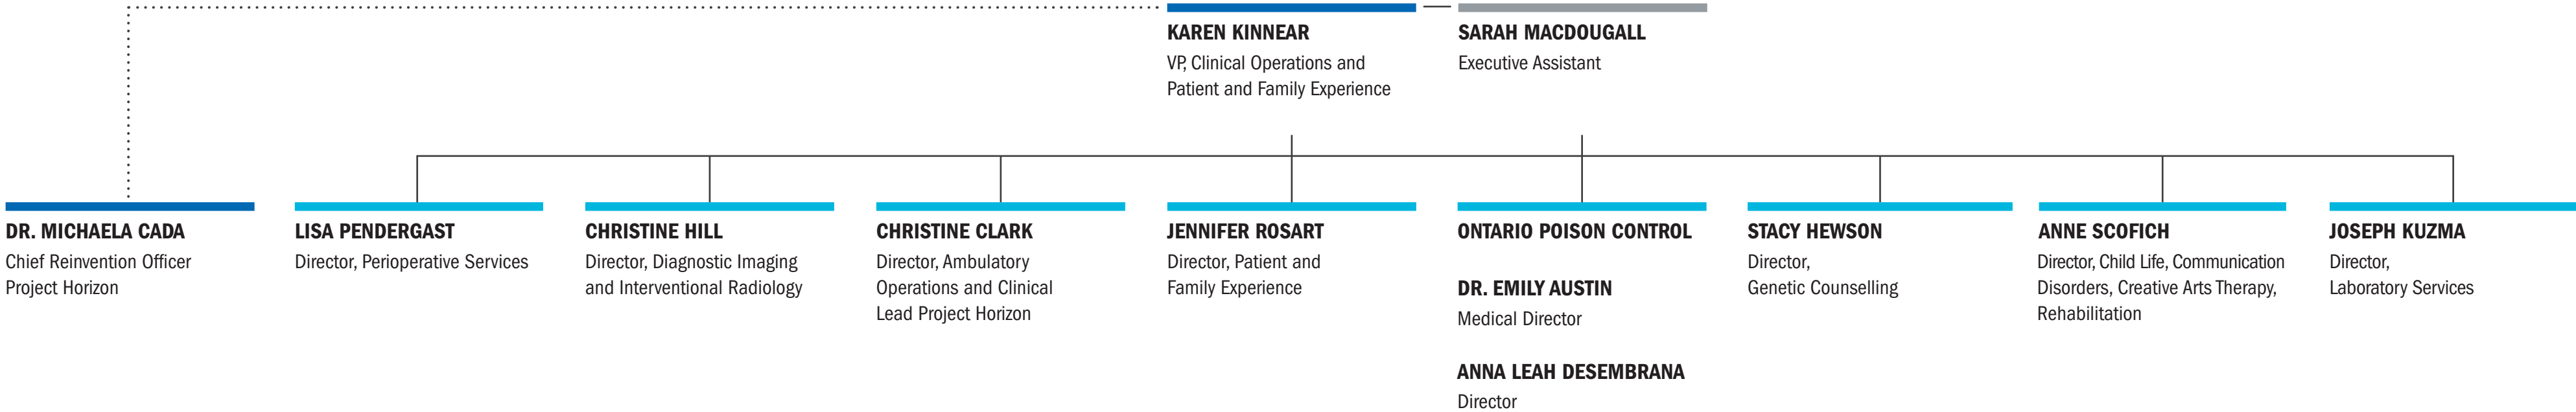 KAREN KINNEAR
VP, Clinical Operations and
Patient and Family Experience
SARAH MACDOUGALL
Executive Assistant
DR. MICHAELA CADA
Chief Reinvention Officer
Project Horizon
LISA PENDERGAST
Director, Perioperative Services
CHRISTINE HILL
Director, Diagnostic Imaging
and Interventional Radiology
CHRISTINE CLARK
Director, Ambulatory
Operations and Clinical
Lead Project Horizon
JENNIFER ROSART
Director, Patient and
Family Experience
ONTARIO POISON CONTROL
DR. EMILY AUSTIN
Medical Director
ANNA LEAH DESEMBRANA
Director
STACY HEWSON
Director,
Genetic Counselling
ANNE SCOFICH
Director, Child Life, Communication
Disorders, Creative Arts Therapy,
Rehabilitation
JOSEPH KUZMA
Director,
Laboratory Services